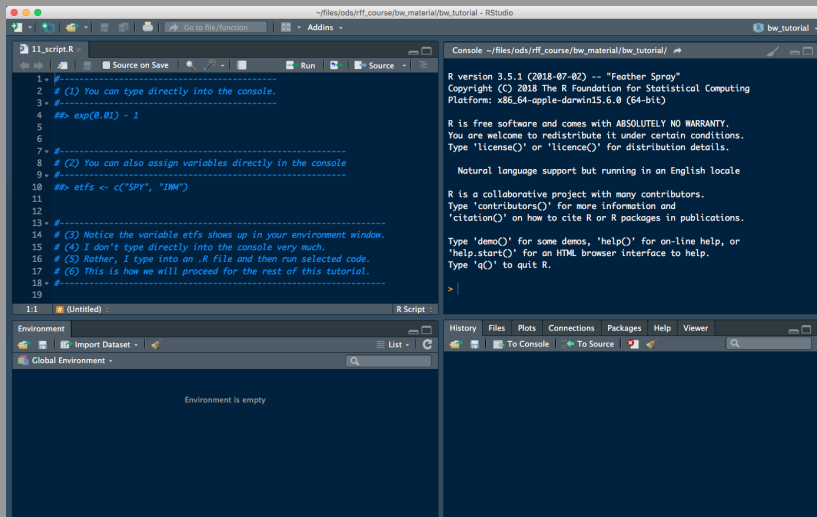 ~/files/ods/rff_course/bw_material/bw_tutorial - RStudio
Go to file/function
Addins
bw_tutorial
11_script.R
Source on Save
Run
Source
1 #-----------------------------------------
2 # (1) You can type directly into the console.
3 #-----------------------------------------
4 ##> exp(0.01) - 1
5
6
7 #------------------------------------------------------
8 # (2) You can also assign variables directly in the console
9 #------------------------------------------------------
10 ##> etfs <- c("SPY", "IWM")
11
12
13 #-------------------------------------------------------------
14 # (3) Notice the variable etfs shows up in your environment window.
15 # (4) I don't type directly into the console very much.
16 # (5) Rather, I type into an .R file and then run selected code.
17 # (6) This is how we will proceed for the rest of this tutorial.
18 #-------------------------------------------------------------
19
1:1 (Untitled) R Script
Console ~/files/ods/rff_course/bw_material/bw_tutorial/
R version 3.5.1 (2018-07-02) -- "Feather Spray"
Copyright (C) 2018 The R Foundation for Statistical Computing
Platform: x86_64-apple-darwin15.6.0 (64-bit)
R is free software and comes with ABSOLUTELY NO WARRANTY.
You are welcome to redistribute it under certain conditions.
Type 'license()' or 'licence()' for distribution details.
Natural language support but running in an English locale
R is a collaborative project with many contributors.
Type 'contributors()' for more information and
'citation()' on how to cite R or R packages in publications.
Type 'demo()' for some demos, 'help()' for on-line help, or
'help.start()' for an HTML browser interface to help.
Type 'q()' to quit R.
>
Environment
Import Dataset
List
Global Environment
Environment is empty
History Files Plots Connections Packages Help Viewer
To Console To Source